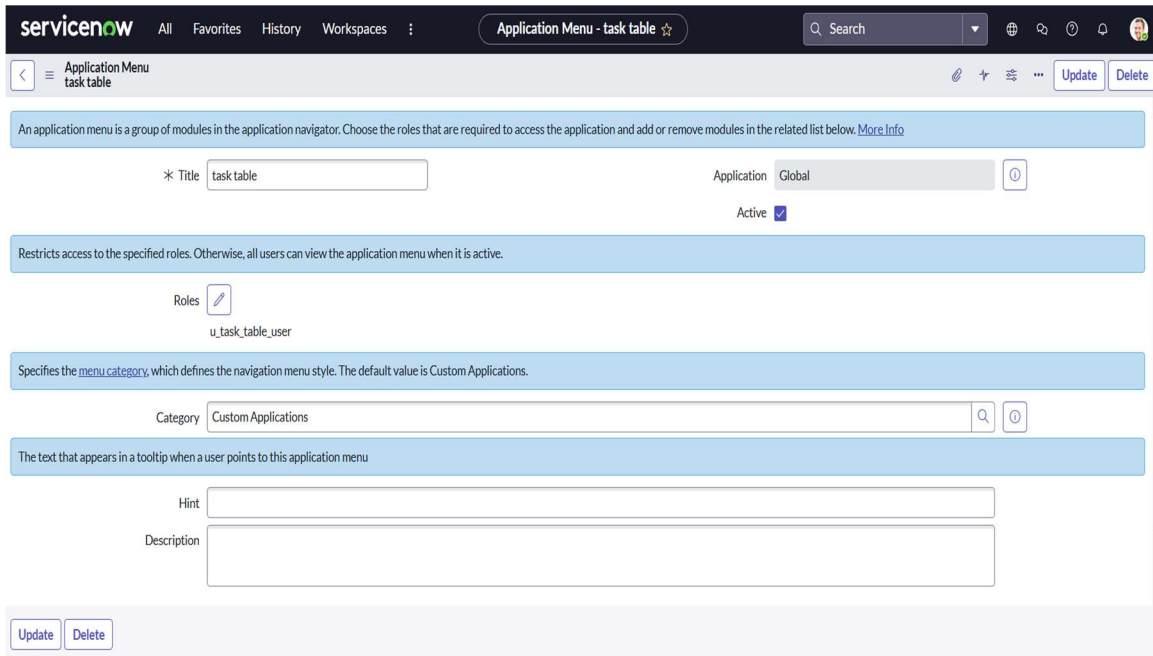 servicenow All Favorites History Workspaces Application Menu - task table Search
Application Menu
task table
Update Delete
An application menu is a group of modules in the application navigator. Choose the roles that are required to access the application and add or remove modules in the related list below. More Info
Title task table Application Global
Active
Restricts access to the specified roles. Otherwise, all users can view the application menu when it is active.
Roles
u_task_table_user
Specifies the menu category, which defines the navigation menu style. The default value is Custom Applications.
Category Custom Applications
The text that appears in a tooltip when a user points to this application menu
Hint
Description
Update Delete